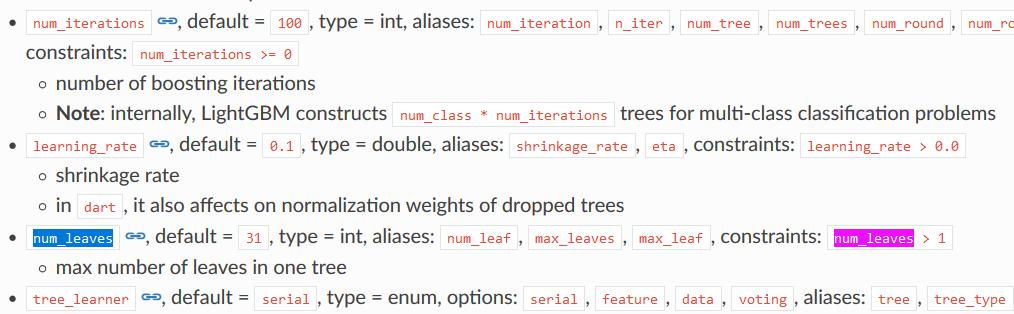 num_iterations, default = 100, type = int, aliases: num_iteration, n_iter, num_tree, num_trees, num_round,
constraints: num_iterations >= 0
number of boosting iterations
Note: internally, LightGBM constructs num_class * num_iterations trees for multi-class classification problems
learning_rate, default = 0.1, type = double, aliases: shrinkage_rate, eta, constraints: learning_rate > 0.0
shrinkage rate
in dart, it also affects on normalization weights of dropped trees
num_leaves, default = 31, type = int, aliases: num_leaf, max_leaves, max_leaf, constraints: num_leaves > 1
max number of leaves in one tree
tree_learner, default = serial, type = enum, options: serial, feature, data, voting, aliases: tree, tree_type